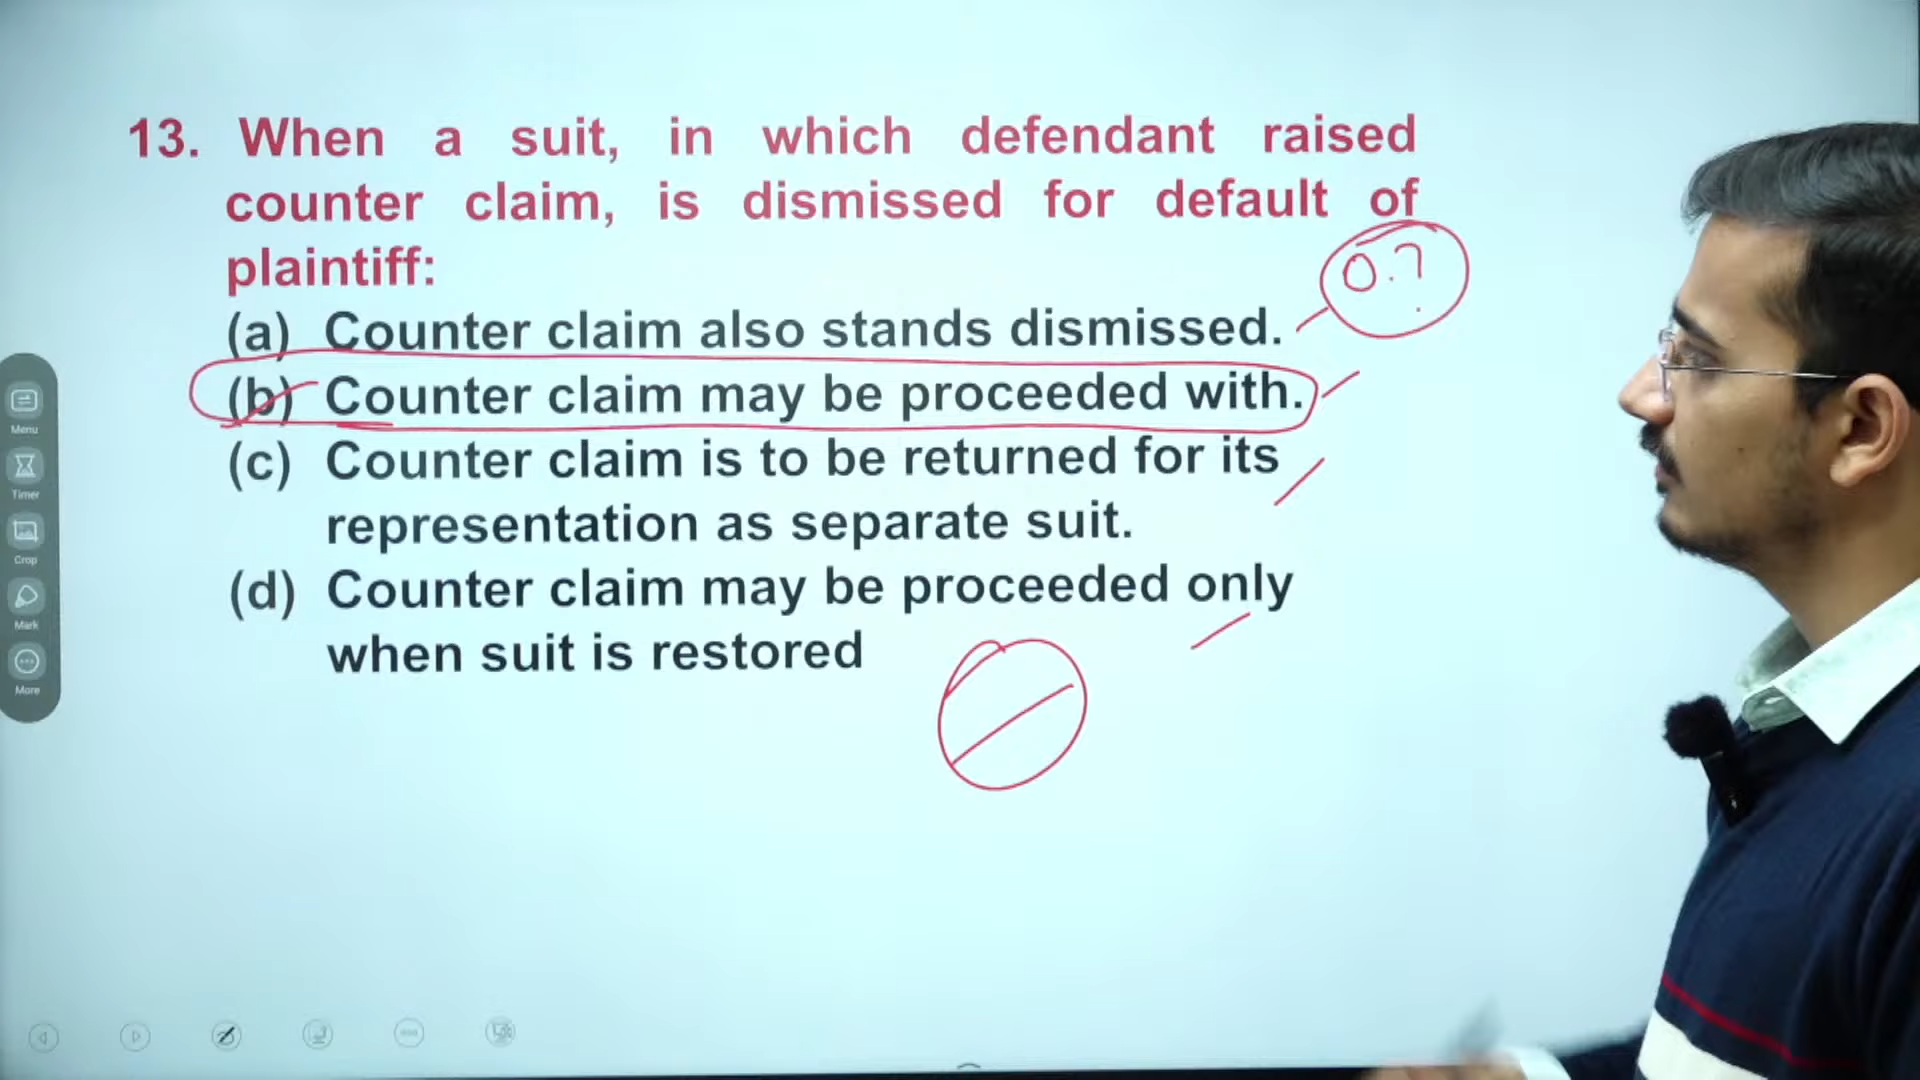 13. When a suit, in which defendant raised
counter claim, is dismissed for default of
plaintiff:
0.?
(a) Counter claim also stands dismissed.
(b) Counter claim may be proceeded with.
(c) Counter claim is to be returned for its
representation as separate suit.
(d) Counter claim may be proceeded only
when suit is restored
Menu
Timer
Crop
Mark
More